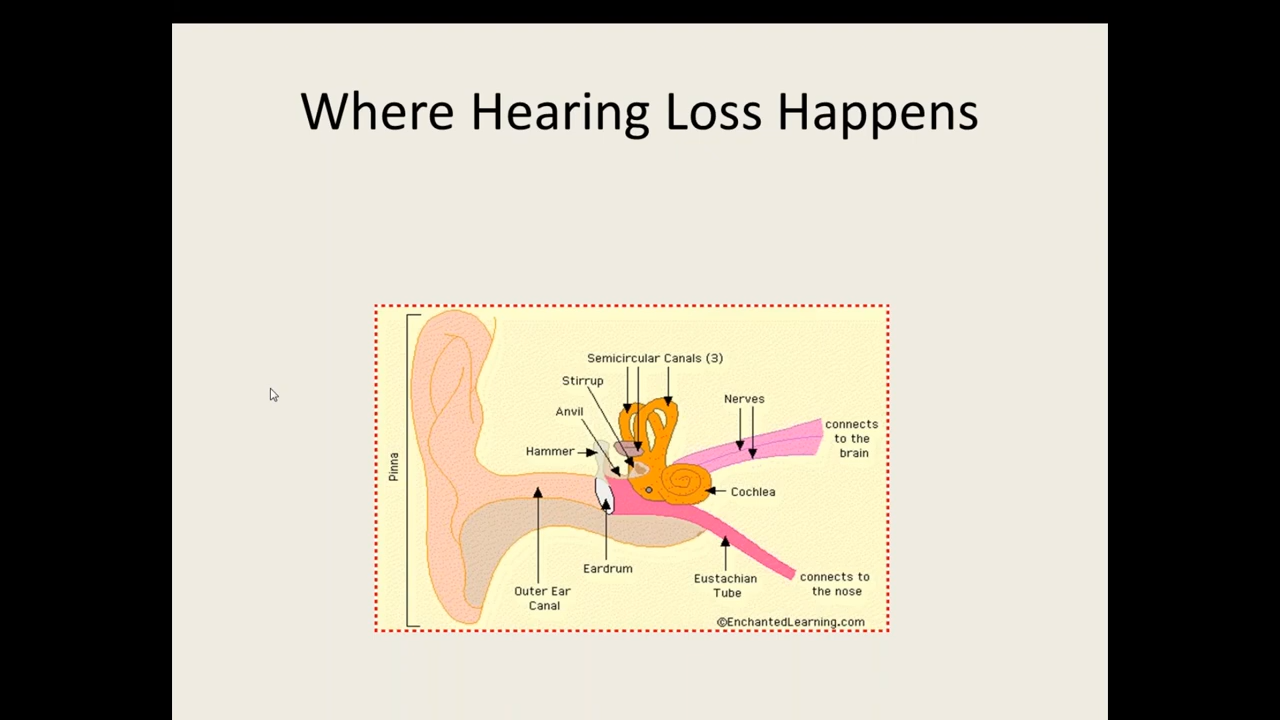 Where Hearing Loss Happens
Semicircular Canals (3)
Stirrup
Anvil
Hammer
Nerves
connects
to the
brain
Pinna
Cochlea
Eardrum
Outer Ear
Canal
Eustachian
Tube
connects to
the nose
©EnchantedLearning.com